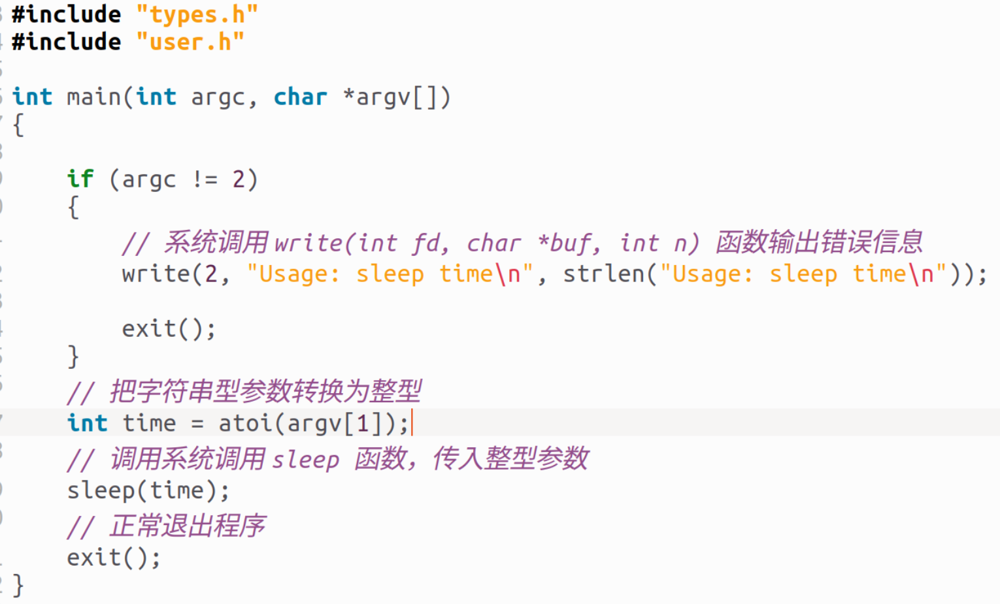 #include "types.h"
#include "user.h"
int main(int argc, char *argv[])
{
if (argc != 2)
{
// 系统调用 write(int fd, char *buf, int n) 函数输出错误信息
write(2, "Usage: sleep time\n", strlen("Usage: sleep time\n"));
exit();
}
// 把字符串型参数转换为整型
int time = atoi(argv[1]);
// 调用系统调用 sleep 函数，传入整型参数
sleep(time);
// 正常退出程序
exit();
}